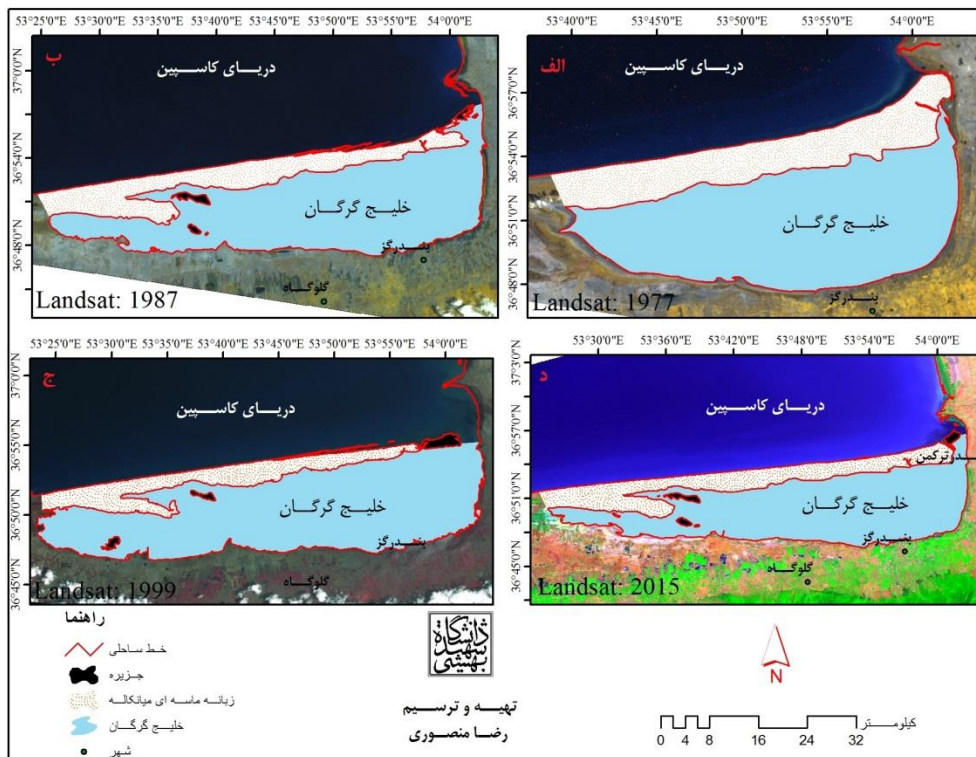 53°25'0"E 53°30'0"E 53°35'0"E 53°40'0"E 53°45'0"E 53°50'0"E 53°55'0"E
37°0'0"N
36°54'0"N
36°48'0"N
ب
دریای کاسپین
خلیج گرگان
بندرگز
گلوگاه
Landsat: 1987
53°40'0"E 53°45'0"E 53°50'0"E 53°55'0"E 54°0'0"E
36°57'0"N
36°54'0"N
36°51'0"N
36°48'0"N
الف
دریای کاسپین
خلیج گرگان
بندرگز
Landsat: 1977
53°25'0"E 53°30'0"E 53°35'0"E 53°40'0"E 53°45'0"E 53°50'0"E 53°55'0"E 54°0'0"E
37°0'0"N
36°55'0"N
36°50'0"N
36°45'0"N
ج
دریای کاسپین
خلیج گرگان
بندرگز
گلوگاه
Landsat: 1999
53°30'0"E 53°36'0"E 53°42'0"E 53°48'0"E 53°54'0"E 54°0'0"E
37°3'0"N
36°57'0"N
36°51'0"N
36°45'0"N
د
دریای کاسپین
ـدرترکمن
خلیج گرگان
بندرگز
گلوگاه
Landsat: 2015
راهنما
خط ساحلی
جزیره
زبانه ماسه ای میانکاله
خلیج گرگان
شهر
دانشگاه
شهید
بهشتی
تهیه و ترسیم
رضا منصوری
N
کیلومتر
0 4 8 16 24 32